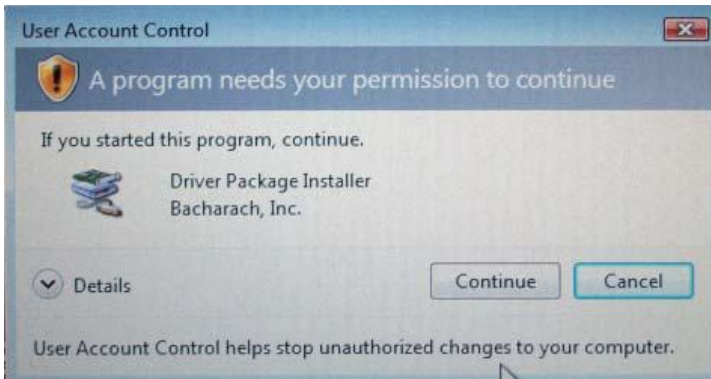 User Account Control
A program needs your permission to continue
If you started this program, continue.
Driver Package Installer
Bacharach, Inc.
Details
Continue
Cancel
User Account Control helps stop unauthorized changes to your computer.